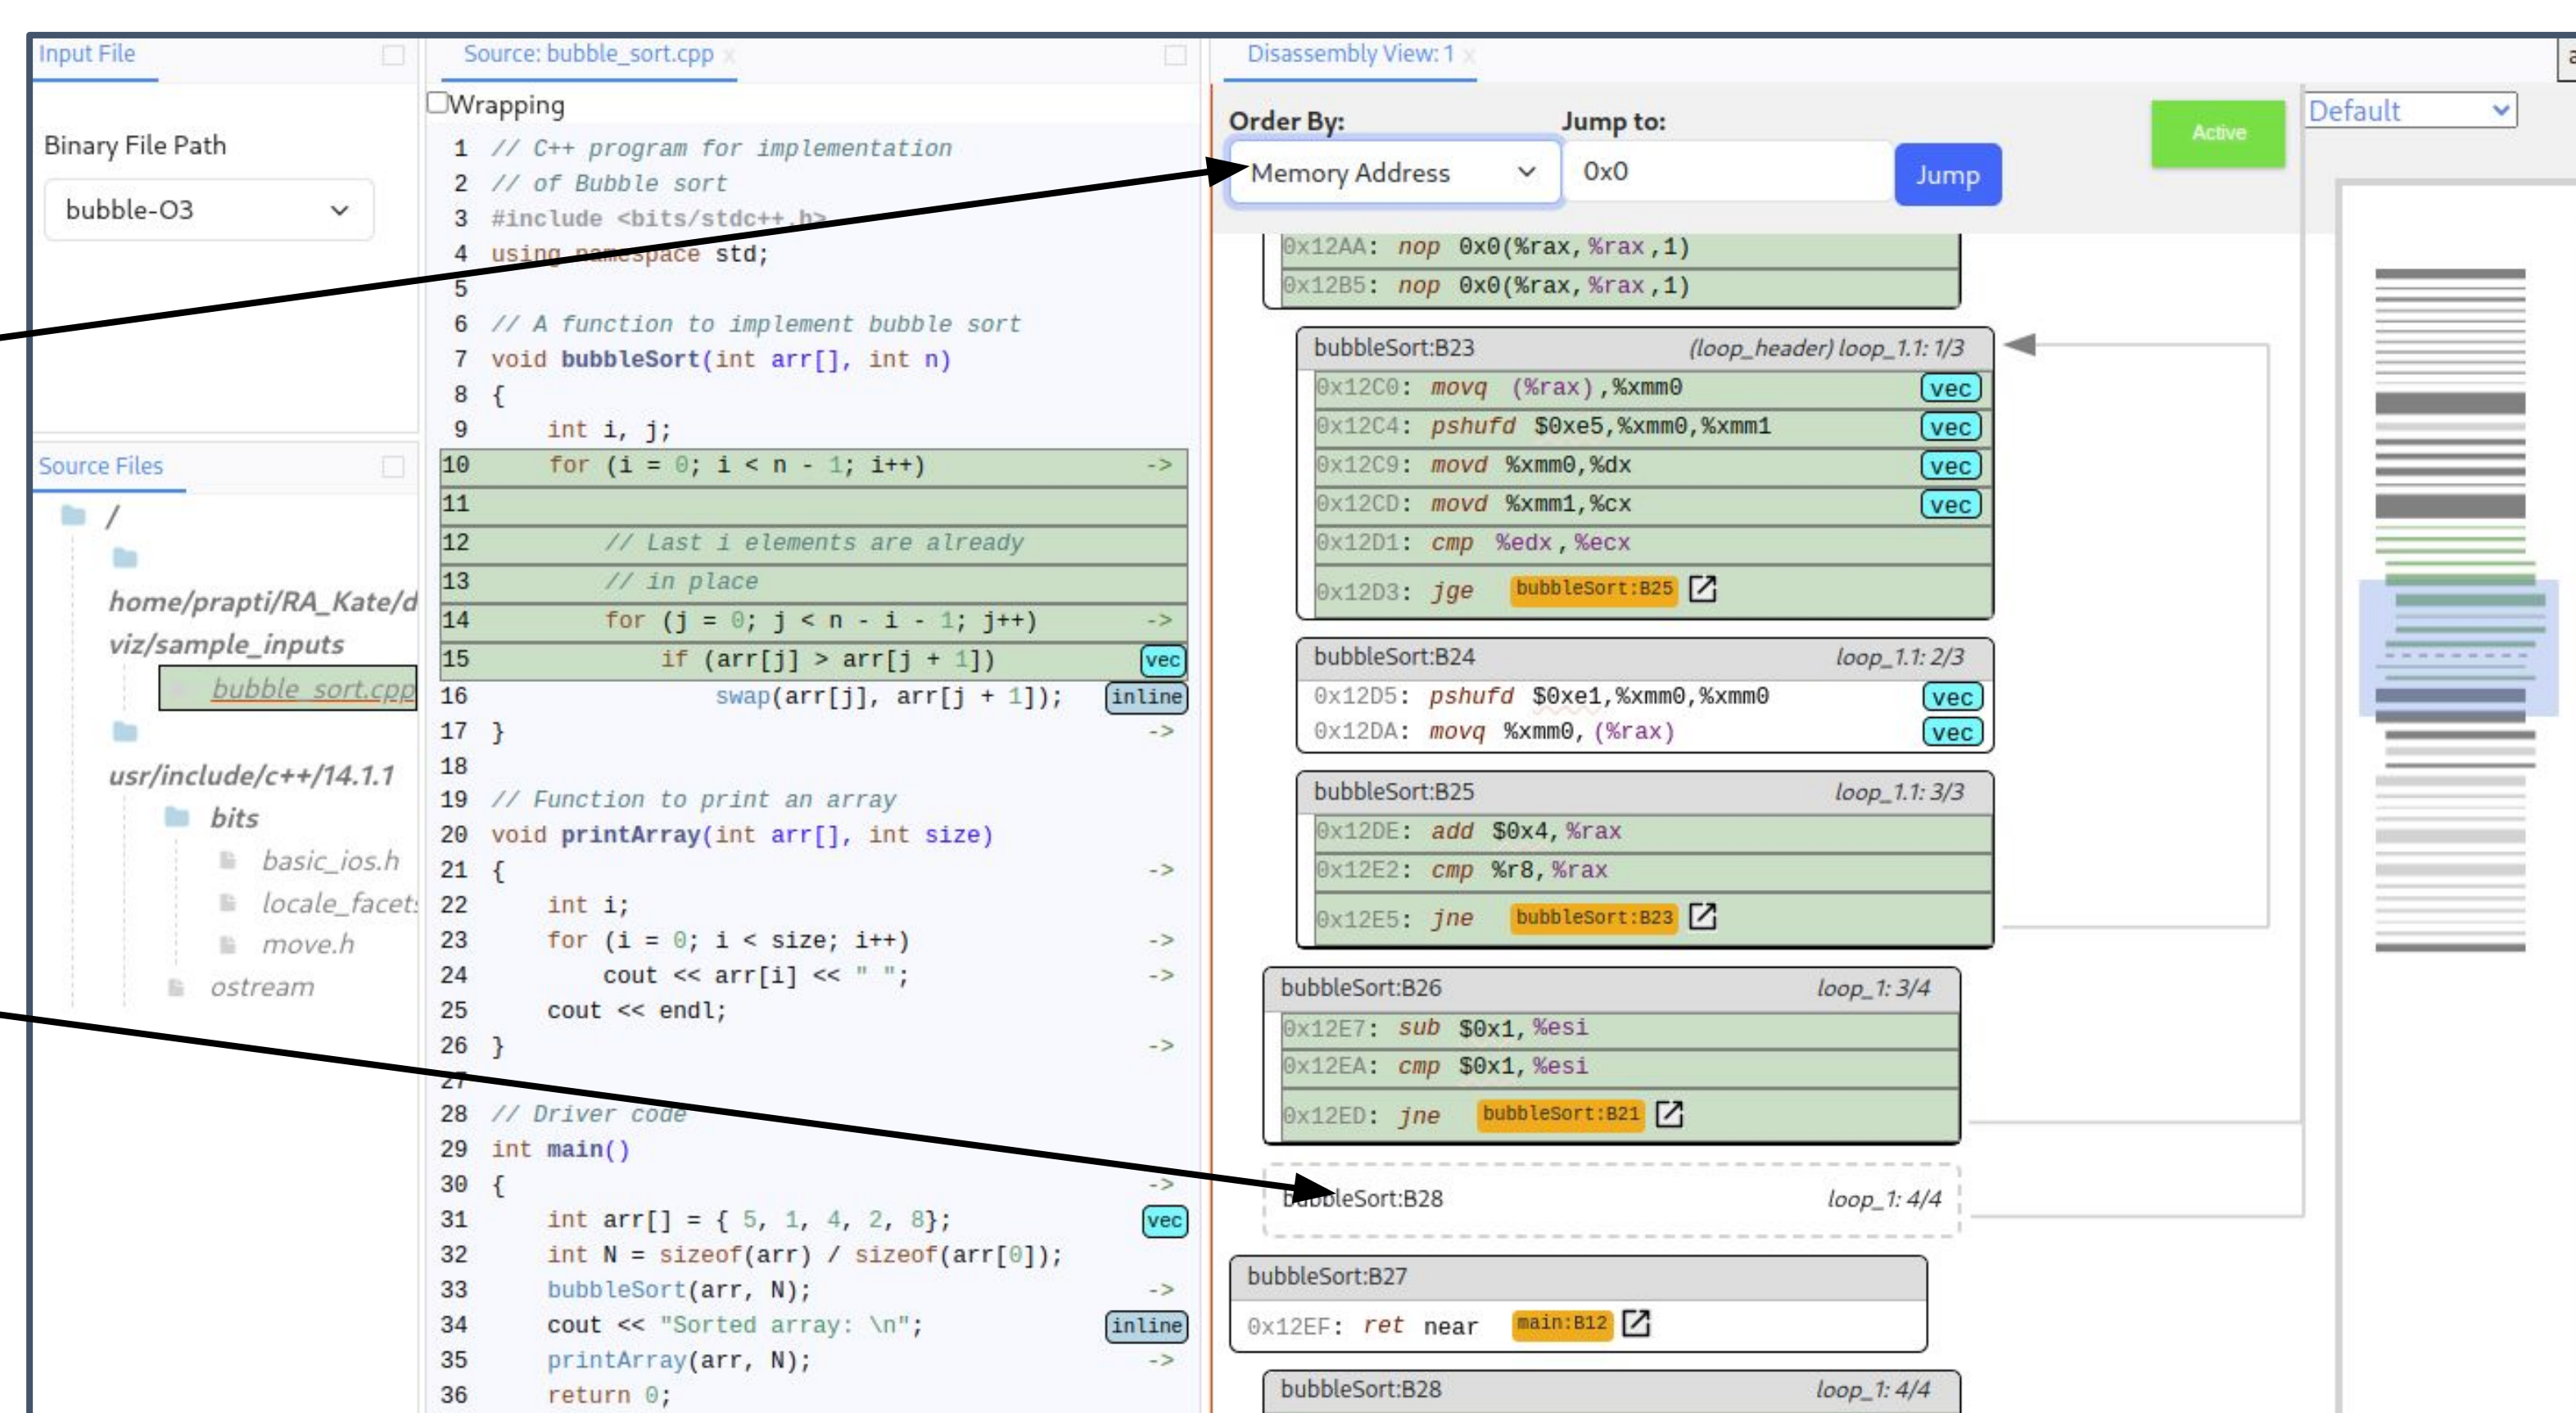 Input File
Binary File Path
bubble-O3
Source Files
/
home/prapti/RA_Kate/d
viz/sample_inputs
bubble_sort.cpp
usr/include/c++/14.1.1
bits
basic_ios.h
locale_facets
move.h
ostream
Source: bubble_sort.cpp x
Wrapping
1 // C++ program for implementation
2 // of Bubble sort
3 #include <bits/stdc++.h>
4 using namespace std;
5
6 // A function to implement bubble sort
7 void bubbleSort(int arr[], int n)
8 {
9     int i, j;
10     for (i = 0; i < n - 1; i++) ->
11
12         // Last i elements are already
13         // in place
14         for (j = 0; j < n - i - 1; j++) ->
15             if (arr[j] > arr[j + 1]) vec
16                 swap(arr[j], arr[j + 1]); inline
17 } ->
18
19 // Function to print an array
20 void printArray(int arr[], int size)
21 { ->
22     int i;
23     for (i = 0; i < size; i++) ->
24         cout << arr[i] << " "; ->
25     cout << endl;
26 } ->
27
28 // Driver code
29 int main()
30 { ->
31     int arr[] = { 5, 1, 4, 2, 8}; vec
32     int N = sizeof(arr) / sizeof(arr[0]);
33     bubbleSort(arr, N); ->
34     cout << "Sorted array: \n"; inline
35     printArray(arr, N); ->
36     return 0;
Disassembly View: 1 x
Order By: Jump to:
Memory Address 0x0 Jump
Active
Default
0x12AA: nop 0x0(%rax,%rax,1)
0x12B5: nop 0x0(%rax,%rax,1)
bubbleSort:B23 (loop_header) loop_1.1: 1/3
0x12C0: movq (%rax),%xmm0 vec
0x12C4: pshufd $0xe5,%xmm0,%xmm1 vec
0x12C9: movd %xmm0,%dx vec
0x12CD: movd %xmm1,%cx vec
0x12D1: cmp %edx,%ecx
0x12D3: jge bubbleSort:B25
bubbleSort:B24 loop_1.1: 2/3
0x12D5: pshufd $0xe1,%xmm0,%xmm0 vec
0x12DA: movq %xmm0,(%rax) vec
bubbleSort:B25 loop_1.1: 3/3
0x12DE: add $0x4,%rax
0x12E2: cmp %r8,%rax
0x12E5: jne bubbleSort:B23
bubbleSort:B26 loop_1: 3/4
0x12E7: sub $0x1,%esi
0x12EA: cmp $0x1,%esi
0x12ED: jne bubbleSort:B21
bubbleSort:B28 loop_1: 4/4
bubbleSort:B27
0x12EF: ret near main:B12
bubbleSort:B28 loop_1: 4/4